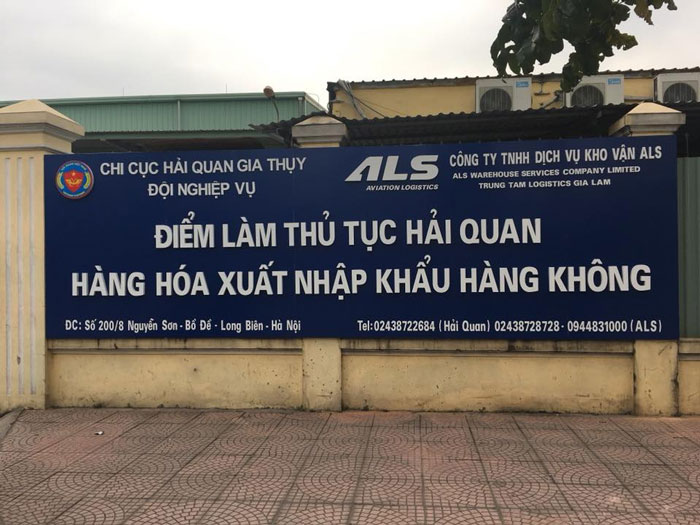 CHI CỤC HẢI QUAN GIA THỤY
ĐỘI NGHIỆP VỤ
ALS
AVIATION LOGISTICS
CÔNG TY TNHH DỊCH VỤ KHO VẬN ALS
ALS WAREHOUSE SERVICES COMPANY LIMITED
TRUNG TAM LOGISTICS GIA LAM
ĐIỂM LÀM THỦ TỤC HẢI QUAN
HÀNG HÓA XUẤT NHẬP KHẨU HÀNG KHÔNG
ĐC: Số 200/8 Nguyễn Sơn - Bồ Đề - Long Biên - Hà Nội
Tel:02438722684 (Hải Quan) 02438728728 - 0944831000 (ALS)